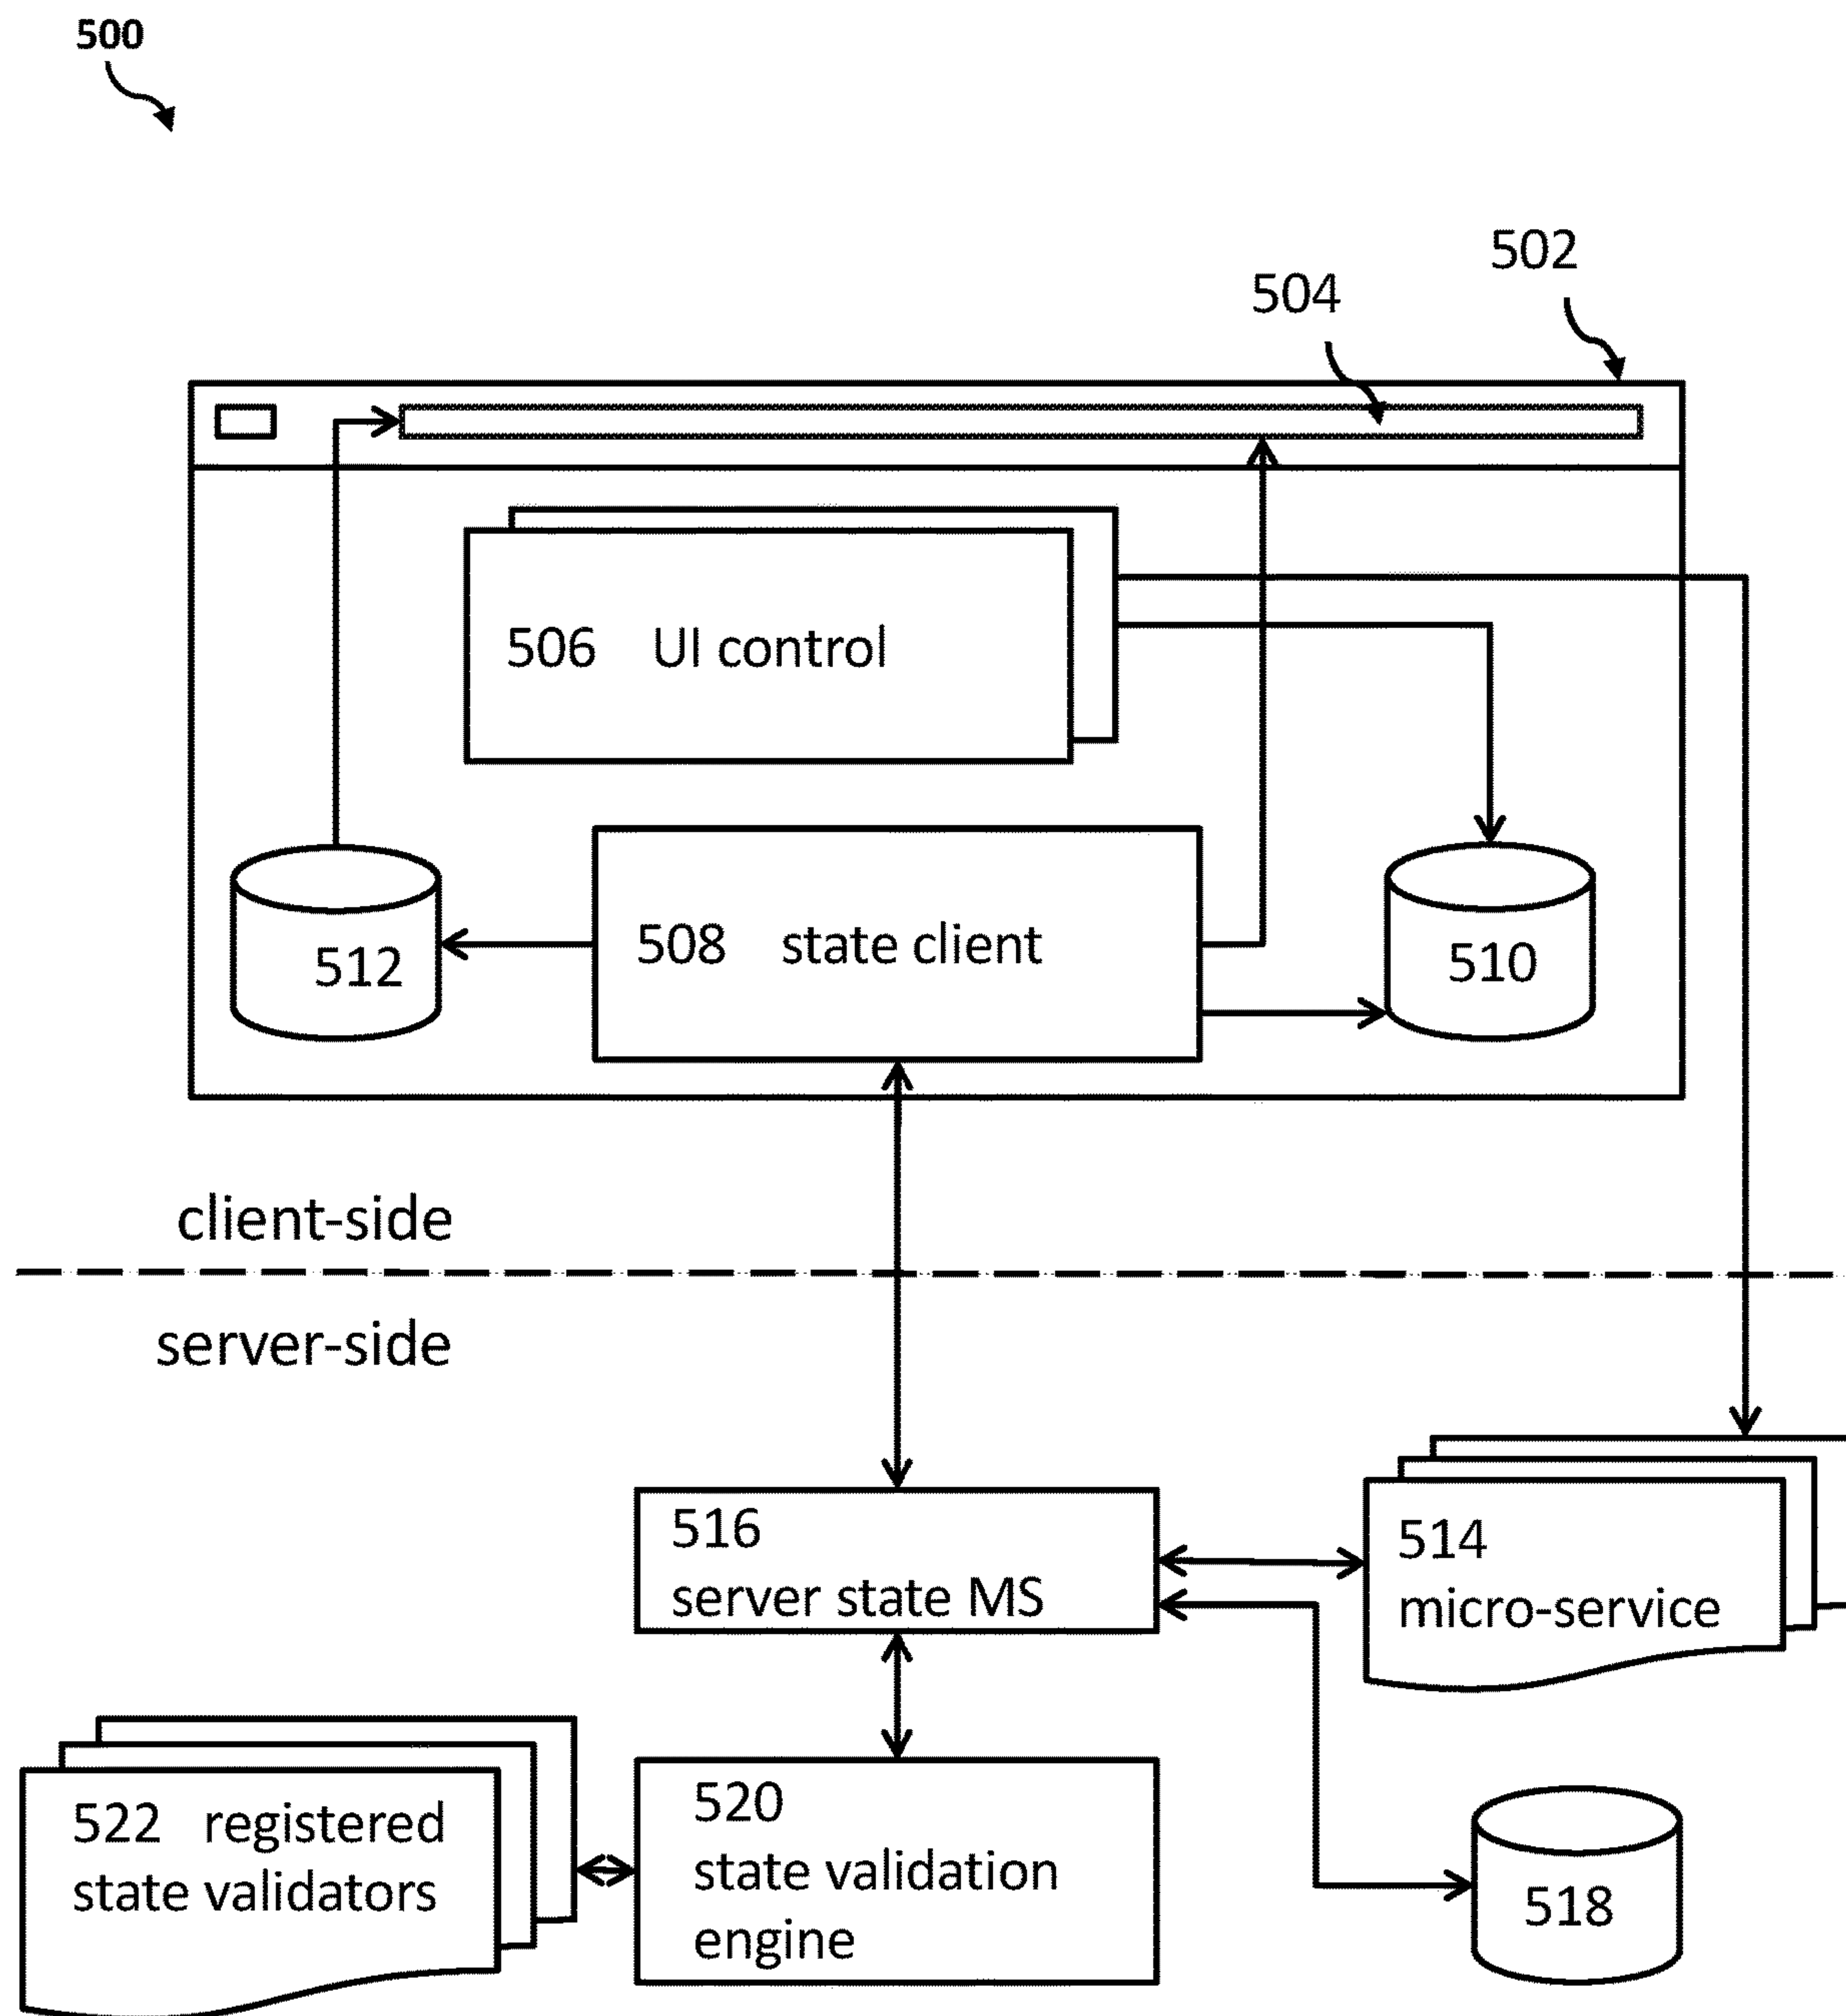 500
502
504
506 UI control
508 state client
512
510
client-side
server-side
516
server state MS
514
micro-service
522 registered
state validators
520
state validation
engine
518